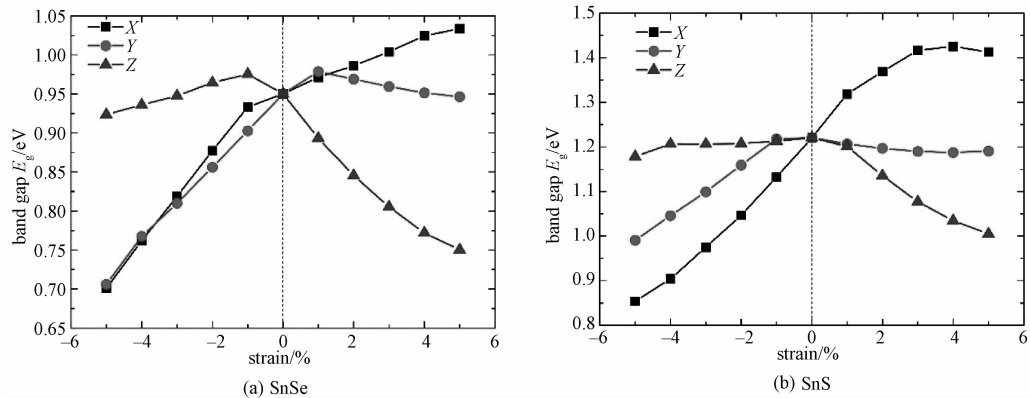 1.05
1.00
0.95
0.90
0.85
0.80
0.75
0.70
0.65
band gap Eg/eV
X
Y
Z
–6 –4 –2 0 2 4 6
strain/%
(a) SnSe
1.5
1.4
1.3
1.2
1.1
1.0
0.9
0.8
band gap Eg/eV
X
Y
Z
–6 –4 –2 0 2 4 6
strain/%
(b) SnS